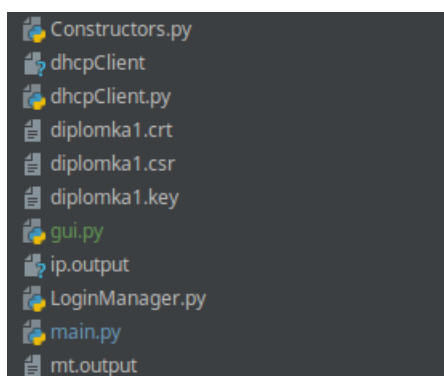 Constructors.py
dhcpClient
dhcpClient.py
diplomka1.crt
diplomka1.csr
diplomka1.key
gui.py
ip.output
LoginManager.py
main.py
mt.output